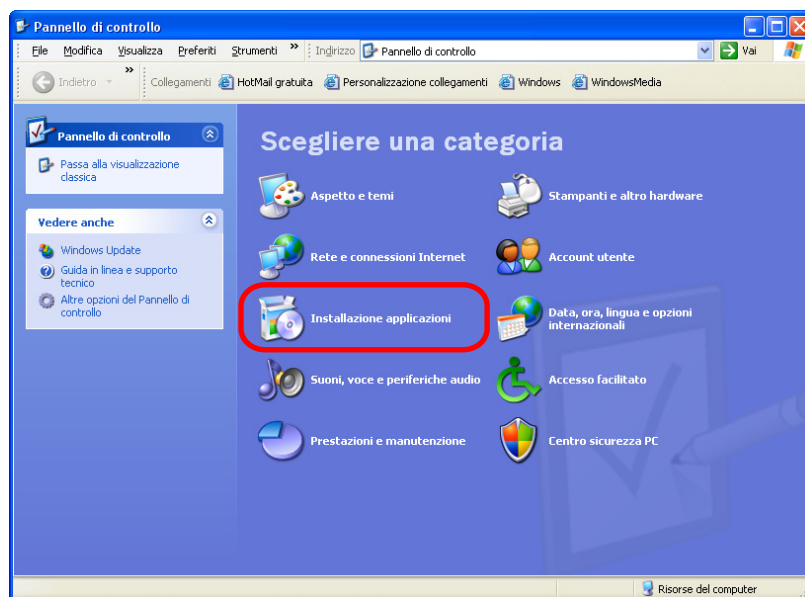 Pannello di controllo
File Modifica Visualizza Preferiti Strumenti » Indirizzo Pannello di controllo Vai
Indietro » Collegamenti HotMail gratuita Personalizzazione collegamenti Windows WindowsMedia
Pannello di controllo
Passa alla visualizzazione
classica
Vedere anche
Windows Update
Guida in linea e supporto
tecnico
Altre opzioni del Pannello di
controllo
Scegliere una categoria
Aspetto e temi
Stampanti e altro hardware
Rete e connessioni Internet
Account utente
Installazione applicazioni
Data, ora, lingua e opzioni
internazionali
Suoni, voce e periferiche audio
Accesso facilitato
Prestazioni e manutenzione
Centro sicurezza PC
Risorse del computer